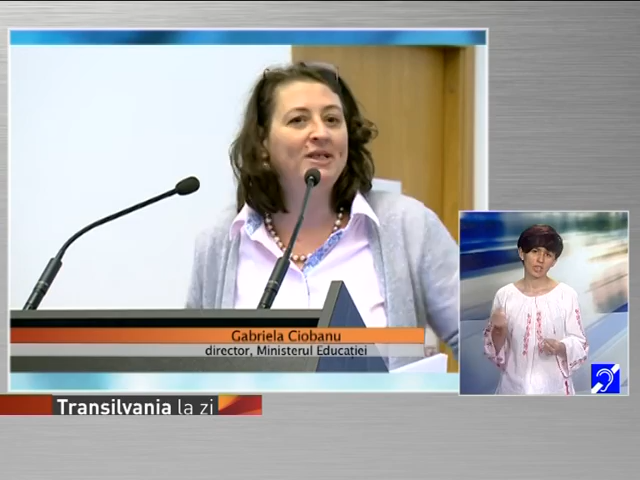 Gabriela Ciobanu
director, Ministerul Educației
Transilvania la zi